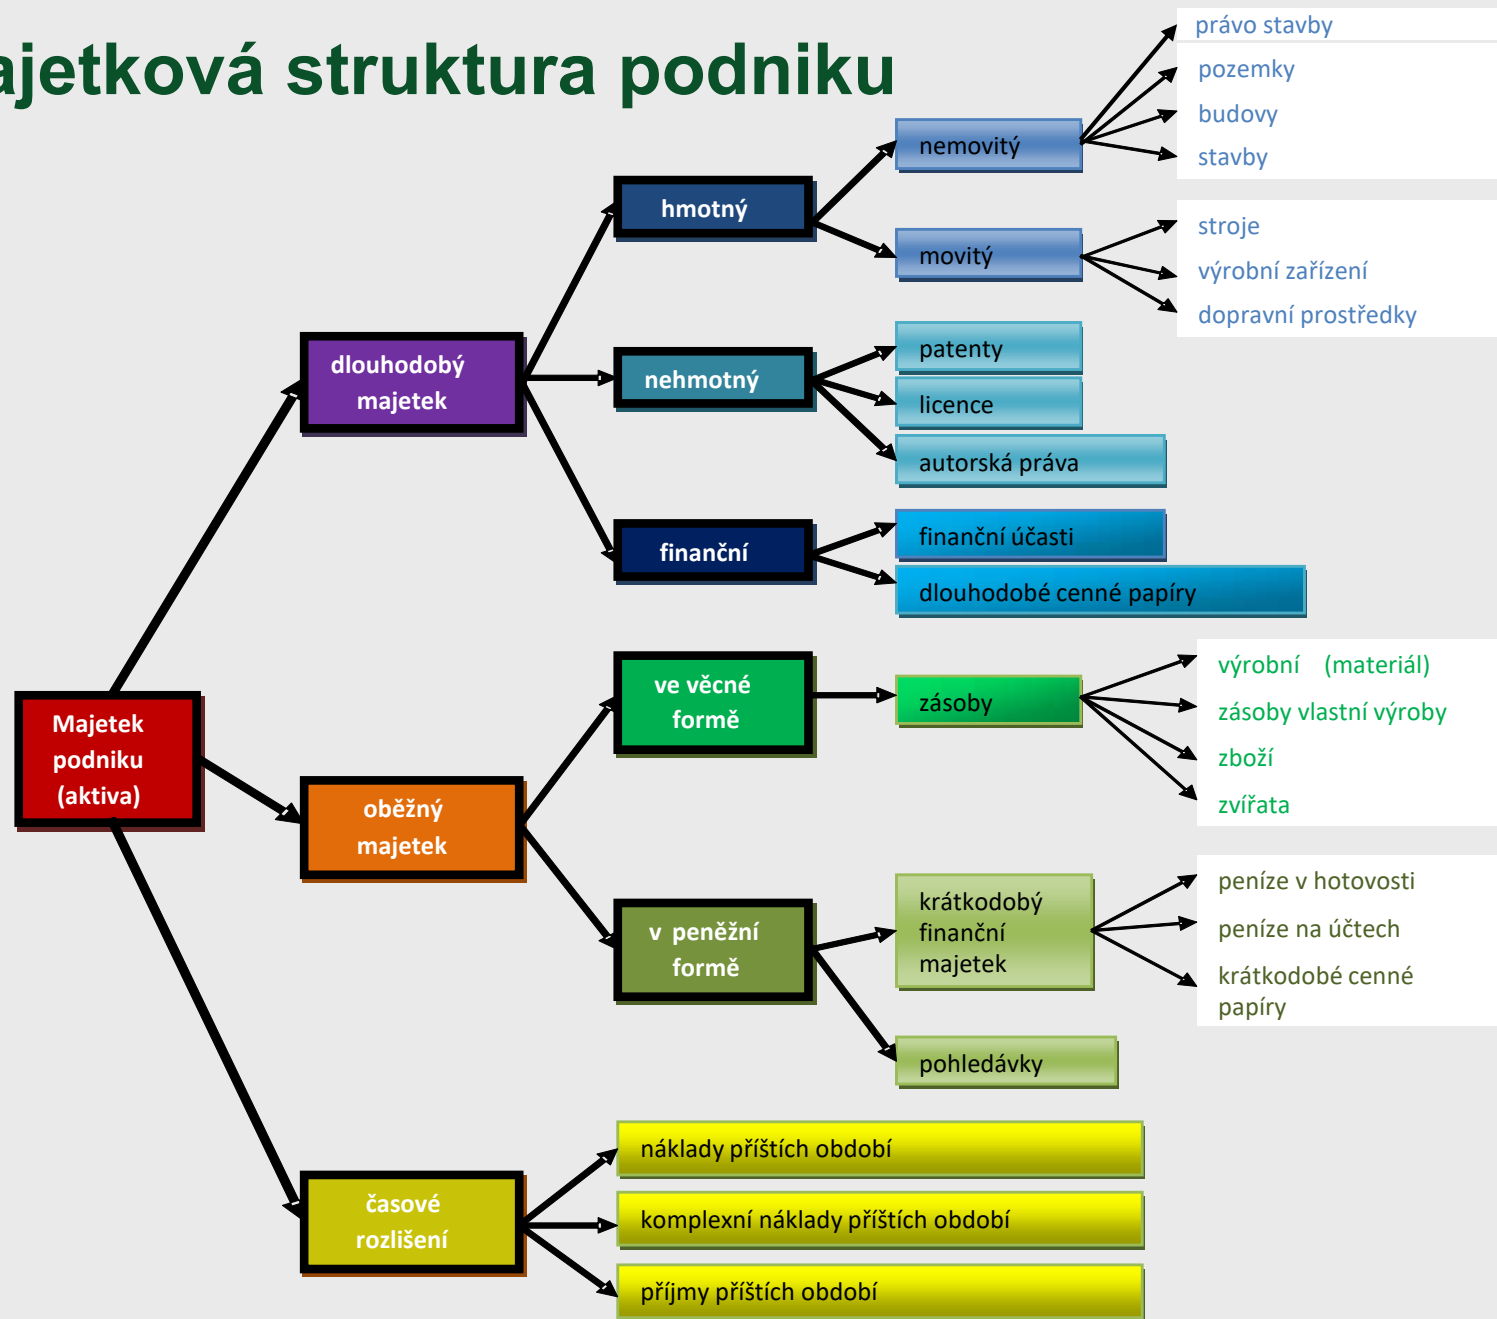 ajetková struktura podniku
právo stavby
pozemky
budovy
stavby
nemovitý
hmotný
movitý
stroje
výrobní zařízení
dopravní prostředky
dlouhodobý
majetek
nehmotný
patenty
licence
autorská práva
finanční
finanční účasti
dlouhodobé cenné papíry
Majetek
podniku
(aktiva)
ve věcné
formě
zásoby
výrobní (materiál)
zásoby vlastní výroby
zboží
zvířata
oběžný
majetek
v peněžní
formě
krátkodobý
finanční
majetek
peníze v hotovosti
peníze na účtech
krátkodobé cenné
papíry
pohledávky
časové
rozlišení
náklady příštích období
komplexní náklady příštích období
příjmy příštích období